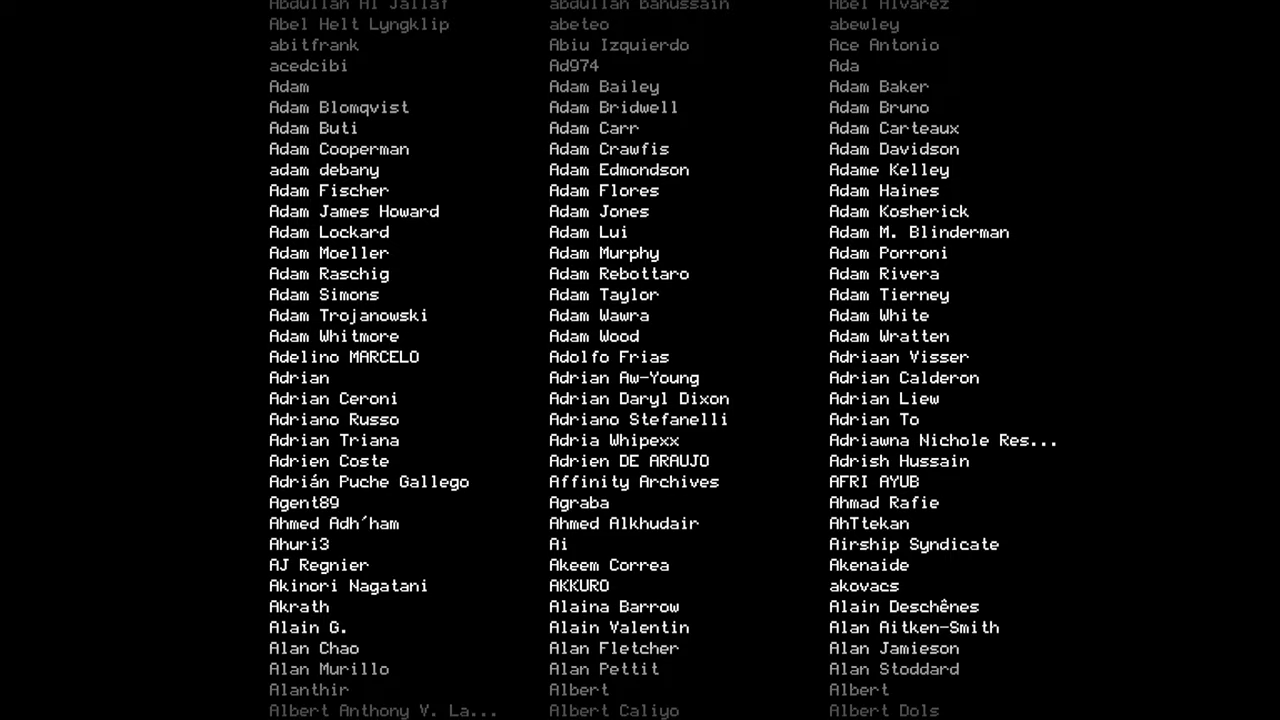 Abdullah Al Jallaf abdullah banussain Abel Alvarez
Abel Helt Lyngklip abeteo abewley
abitfrank Abiu Izquierdo Ace Antonio
acedcibi Ad974 Ada
Adam Adam Bailey Adam Baker
Adam Blomqvist Adam Bridwell Adam Bruno
Adam Buti Adam Carr Adam Carteaux
Adam Cooperman Adam Crawfis Adam Davidson
adam debany Adam Edmondson Adame Kelley
Adam Fischer Adam Flores Adam Haines
Adam James Howard Adam Jones Adam Kosherick
Adam Lockard Adam Lui Adam M. Blinderman
Adam Moeller Adam Murphy Adam Porroni
Adam Raschig Adam Rebottaro Adam Rivera
Adam Simons Adam Taylor Adam Tierney
Adam Trojanowski Adam Wawra Adam White
Adam Whitmore Adam Wood Adam Wratten
Adelino MARCELO Adolfo Frias Adriaan Visser
Adrian Adrian Aw-Young Adrian Calderon
Adrian Ceroni Adrian Daryl Dixon Adrian Liew
Adriano Russo Adriano Stefanelli Adrian To
Adrian Triana Adria Whipexx Adriawna Nichole Res...
Adrien Coste Adrien DE ARAUJO Adrish Hussain
Adrián Puche Gallego Affinity Archives AFRI AYUB
Agent89 Agraba Ahmad Rafie
Ahmed Adh´ham Ahmed Alkhudair AhTtekan
Ahuri3 Ai Airship Syndicate
AJ Regnier Akeem Correa Akenaide
Akinori Nagatani AKKURO akovacs
Akrath Alaina Barrow Alain Deschênes
Alain G. Alain Valentin Alan Aitken-Smith
Alan Chao Alan Fletcher Alan Jamieson
Alan Murillo Alan Pettit Alan Stoddard
Alanthir Albert Albert
Albert Anthony V. La... Albert Caliyo Albert Dols